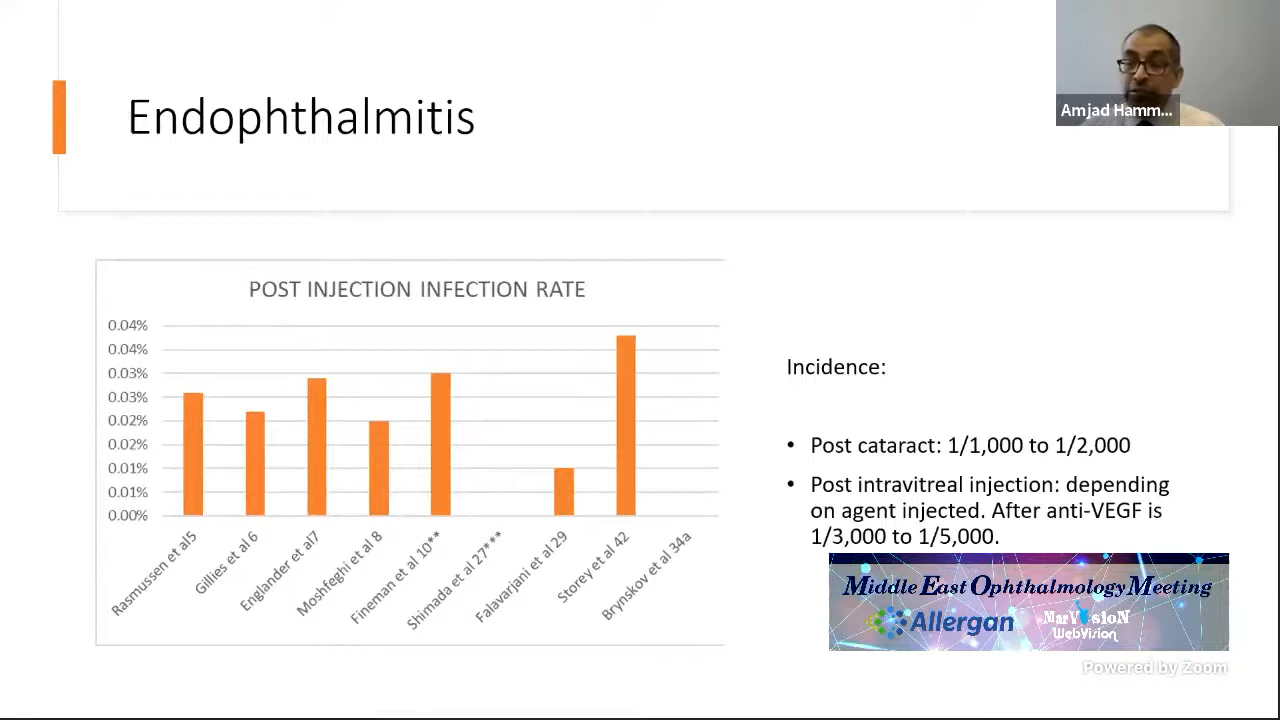 Amjad Hamm...
Endophthalmitis
POST INJECTION INFECTION RATE
0.04%
0.04%
0.03%
0.03%
0.02%
0.02%
0.01%
0.01%
0.00%
Rasmussen et al5
Gillies et al 6
Englander et al7
Moshfeghi et al 8
Fineman et al 10**
Shimada et al 27***
Falavarjani et al 29
Storey et al 42
Brynskov et al 34a
Incidence:
• Post cataract: 1/1,000 to 1/2,000
• Post intravitreal injection: depending
on agent injected. After anti-VEGF is
1/3,000 to 1/5,000.
Middle East Ophthalmology Meeting
Allergan
MarVision
WebVision
Powered by Zoom